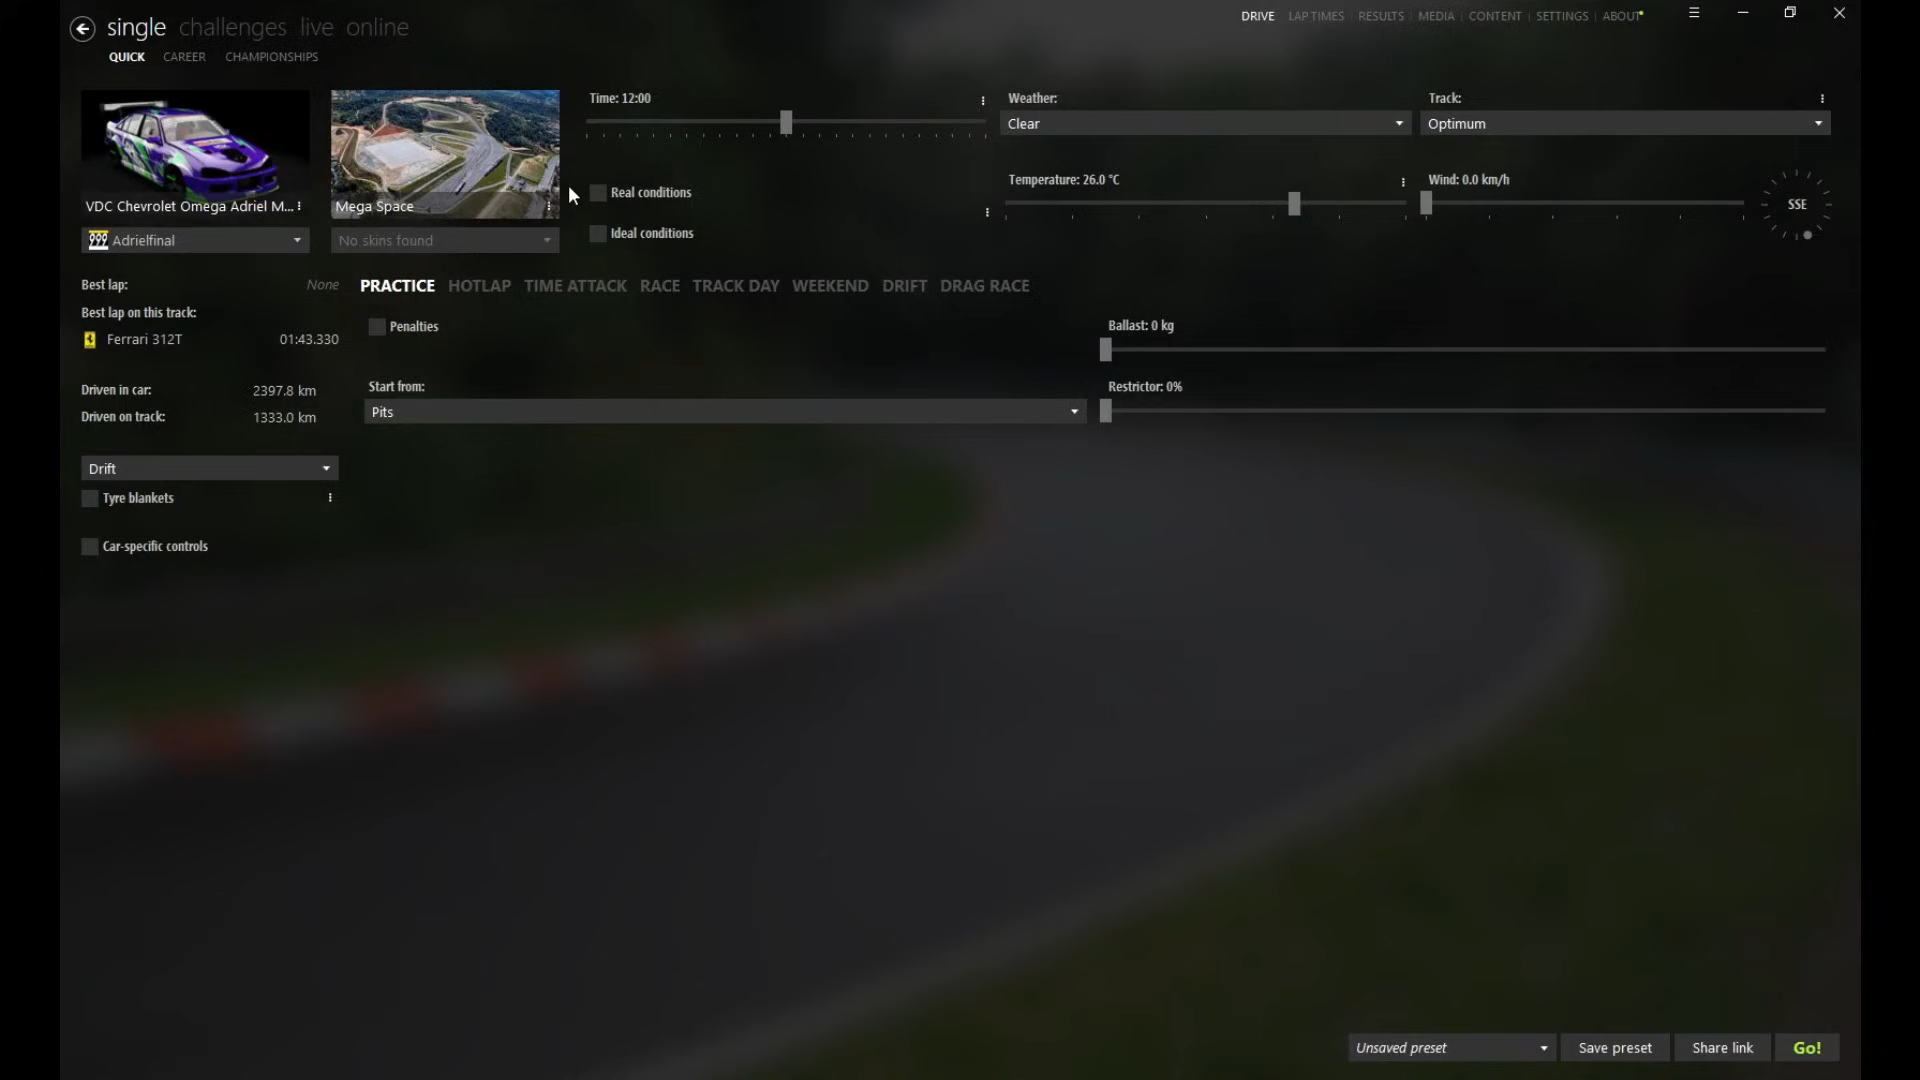 single challenges live online
DRIVE LAP TIMES RESULTS MEDIA CONTENT SETTINGS ABOUT
QUICK CAREER CHAMPIONSHIPS
Time: 12:00
Weather:
Track:
Clear
Optimum
Temperature: 26.0 °C
Wind: 0.0 km/h
Real conditions
SSE
VDC Chevrolet Omega Adriel M...
Mega Space
Ideal conditions
999 Adrielfinal
No skins found
Best lap: None
PRACTICE HOTLAP TIME ATTACK RACE TRACK DAY WEEKEND DRIFT DRAG RACE
Best lap on this track:
Penalties
Ballast: 0 kg
Ferrari 312T 01:43.330
Start from:
Restrictor: 0%
Driven in car: 2397.8 km
Pits
Driven on track: 1333.0 km
Drift
Tyre blankets
Car-specific controls
Unsaved preset
Save preset
Share link
Go!